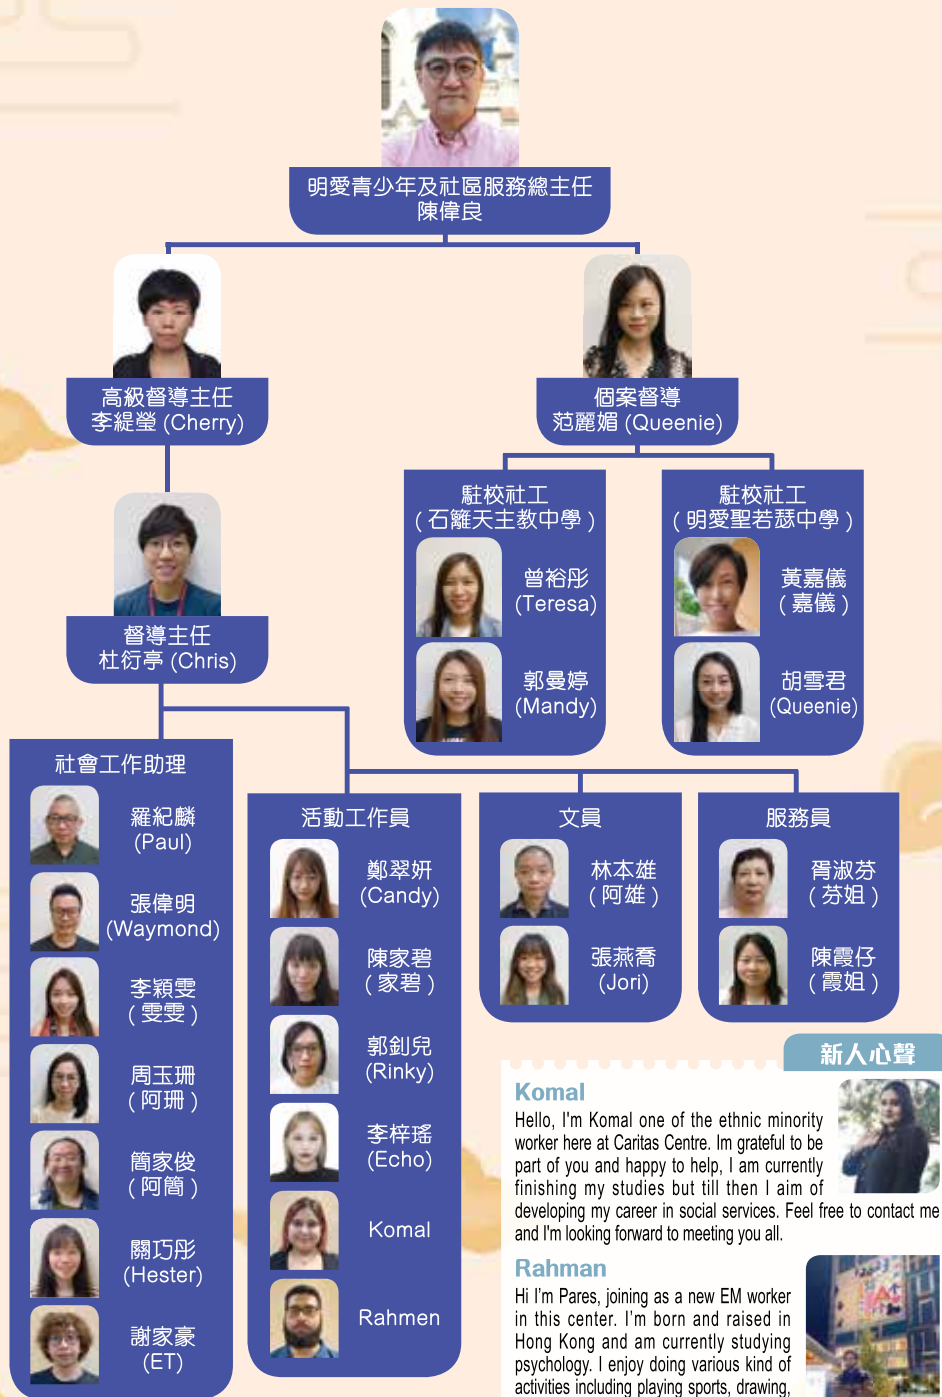 明愛青少年及社區服務總主任
陳偉良
高級督導主任
李緹瑩 (Cherry)
個案督導
范麗媚 (Queenie)
督導主任
杜衍亭 (Chris)
駐校社工
( 石籬天主教中學 )
曾裕彤
(Teresa)
郭曼婷
(Mandy)
駐校社工
( 明愛聖若瑟中學 )
黃嘉儀
( 嘉儀 )
胡雪君
(Queenie)
社會工作助理
羅紀麟
(Paul)
張偉明
(Waymond)
李穎雯
( 雯雯 )
周玉珊
( 阿珊 )
簡家俊
( 阿簡 )
關巧彤
(Hester)
謝家豪
(ET)
活動工作員
鄭翠妍
(Candy)
陳家碧
( 家碧 )
郭釗兒
(Rinky)
李梓瑤
(Echo)
Komal
Rahmen
文員
林本雄
( 阿雄 )
張燕喬
(Jori)
服務員
胥淑芬
( 芬姐 )
陳霞仔
( 霞姐 )
新人心聲
Komal
Hello, I'm Komal one of the ethnic minority
worker here at Caritas Centre. Im grateful to be
part of you and happy to help, I am currently
finishing my studies but till then I aim of
developing my career in social services. Feel free to contact me
and I'm looking forward to meeting you all.
Rahman
Hi I'm Pares, joining as a new EM worker
in this center. I'm born and raised in
Hong Kong and am currently studying
psychology. I enjoy doing various kind of
activities including playing sports, drawing,